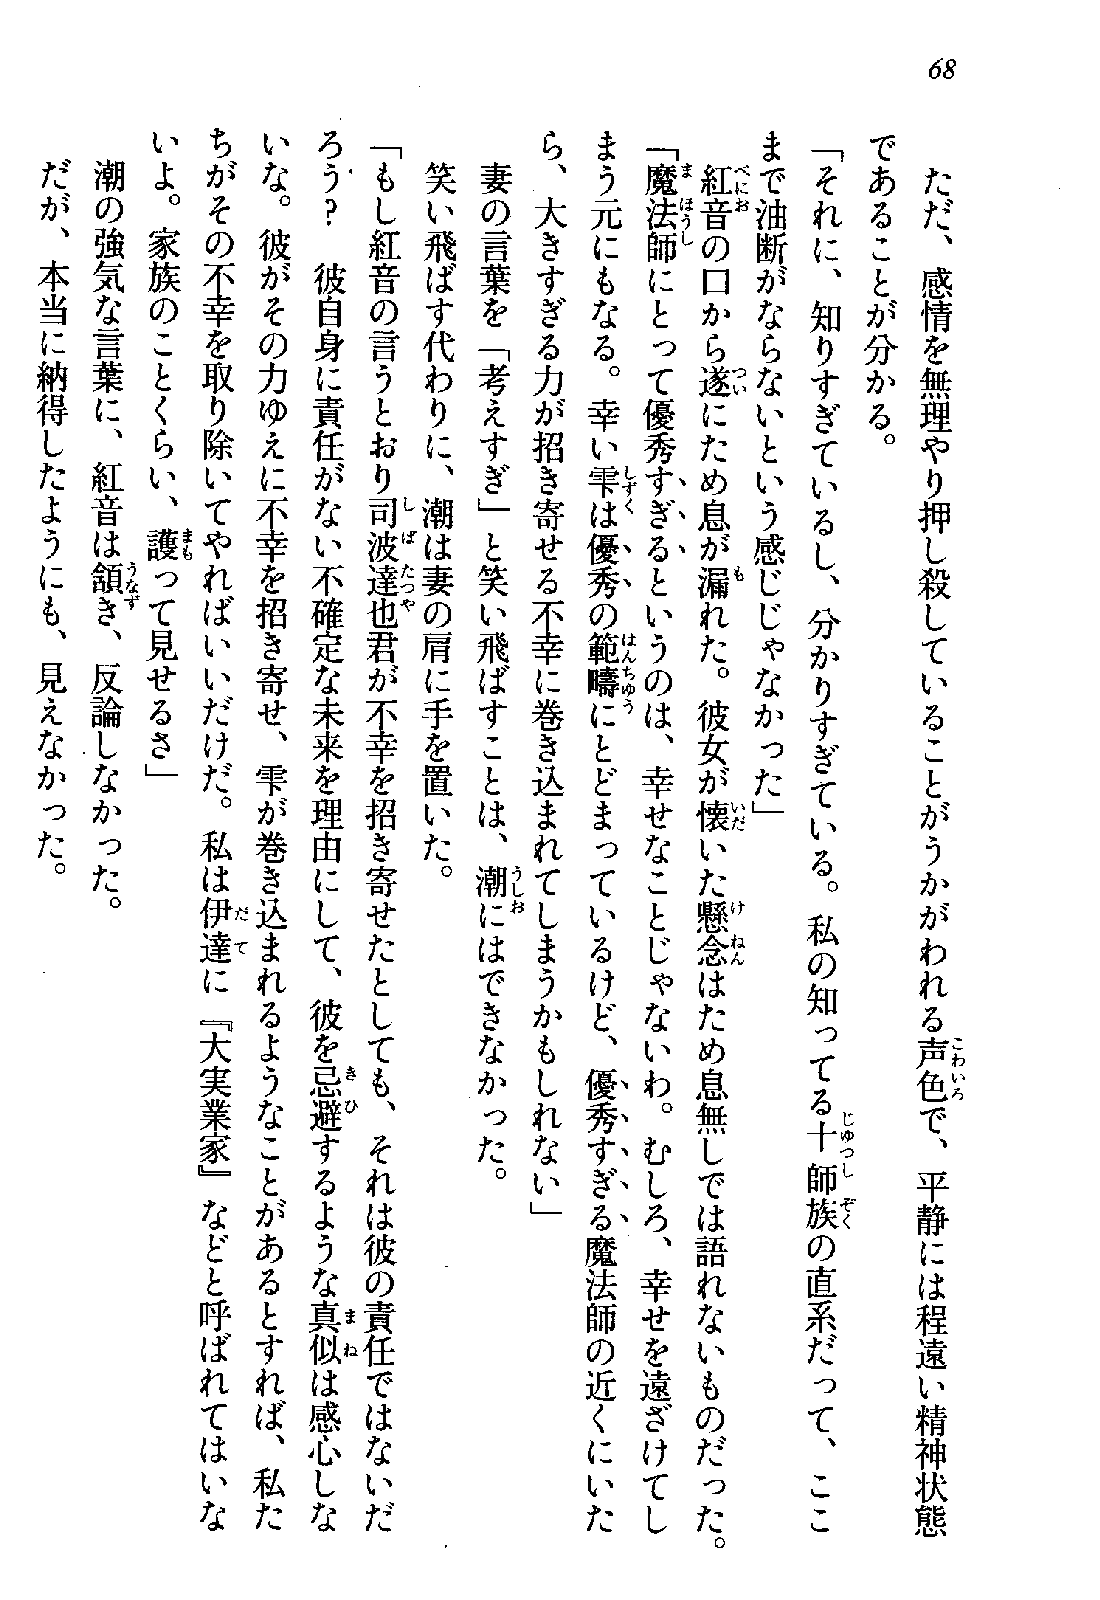 68
　ただ、感情を無理やり押し殺していることがうかがわれる声色で、平静には程遠い精神状態
であることが分かる。
「それに、知りすぎているし、分かりすぎている。私の知ってる十師族の直系だって、ここ
まで油断がならないという感じじゃなかった」
　紅音の口から遂にため息が漏れた。彼女が懐いた懸念はため息無しでは語れないものだった。
「魔法師にとって優秀すぎるというのは、幸せなことじゃないわ。むしろ、幸せを遠ざけてし
まう元にもなる。幸い雫は優秀の範疇にとどまっているけど、優秀すぎる魔法師の近くにいた
ら、大きすぎる力が招き寄せる不幸に巻き込まれてしまうかもしれない」
　妻の言葉を「考えすぎ」と笑い飛ばすことは、潮にはできなかった。
　笑い飛ばす代わりに、潮は妻の肩に手を置いた。
「もし紅音の言うとおり司波達也君が不幸を招き寄せたとしても、それは彼の責任ではないだ
ろう？　彼自身に責任がない不確定な未来を理由にして、彼を忌避するような真似は感心しな
いな。彼がその力ゆえに不幸を招き寄せ、雫が巻き込まれるようなことがあるとすれば、私た
ちがその不幸を取り除いてやればいいだけだ。私は伊達に『大実業家』などと呼ばれてはいな
いよ。家族のことくらい、護って見せるさ」
　潮の強気な言葉に、紅音は頷き、反論しなかった。
　だが、本当に納得したようにも、見えなかった。